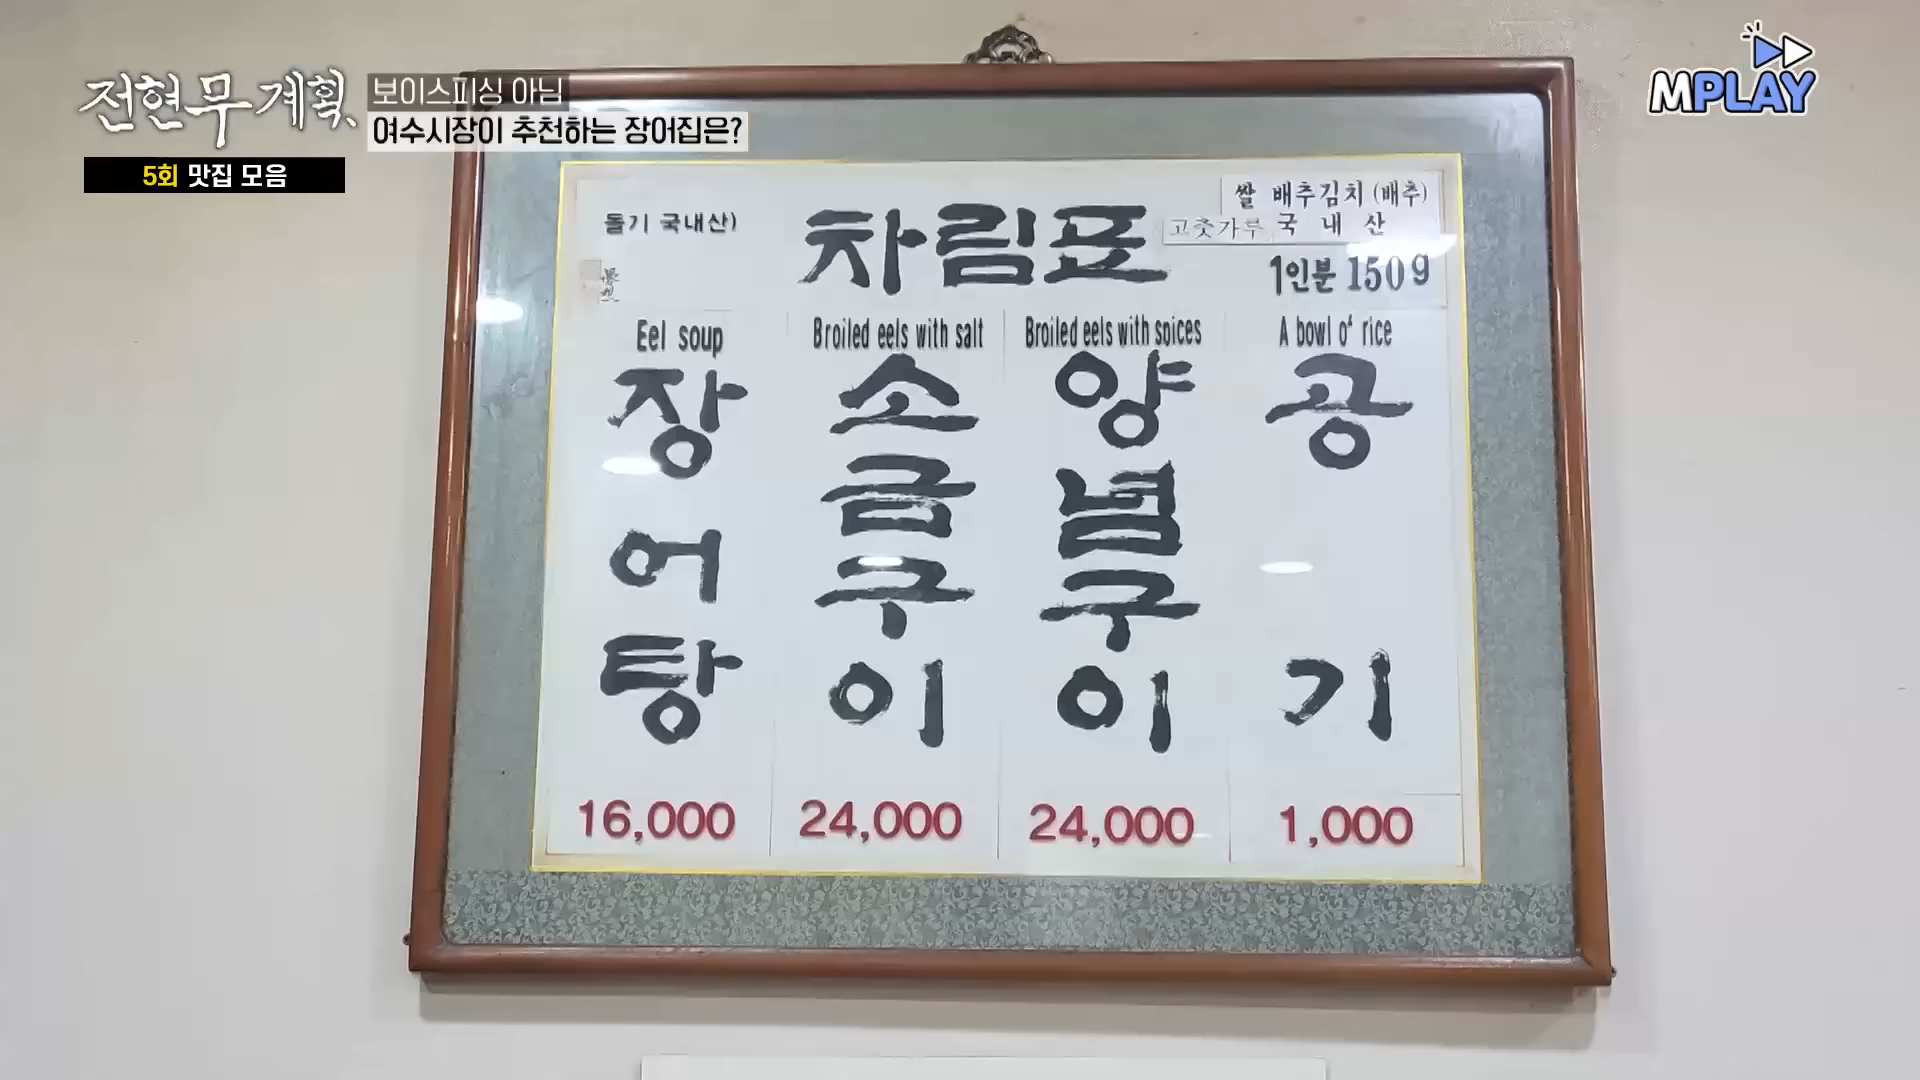 전현무계획
보이스피싱 아님
여수시장이 추천하는 장어집은?
5회 맛집 모음
MPLAY
돌기 국내산)
차림표
쌀 배추김치(배추)
고춧가루 국 내 산
1인분 150g
Eel soup
장어탕
16,000
Broiled eels with salt
소금구이
24,000
Broiled eels with spices
양념구이
24,000
A bowl o' rice
공기
1,000